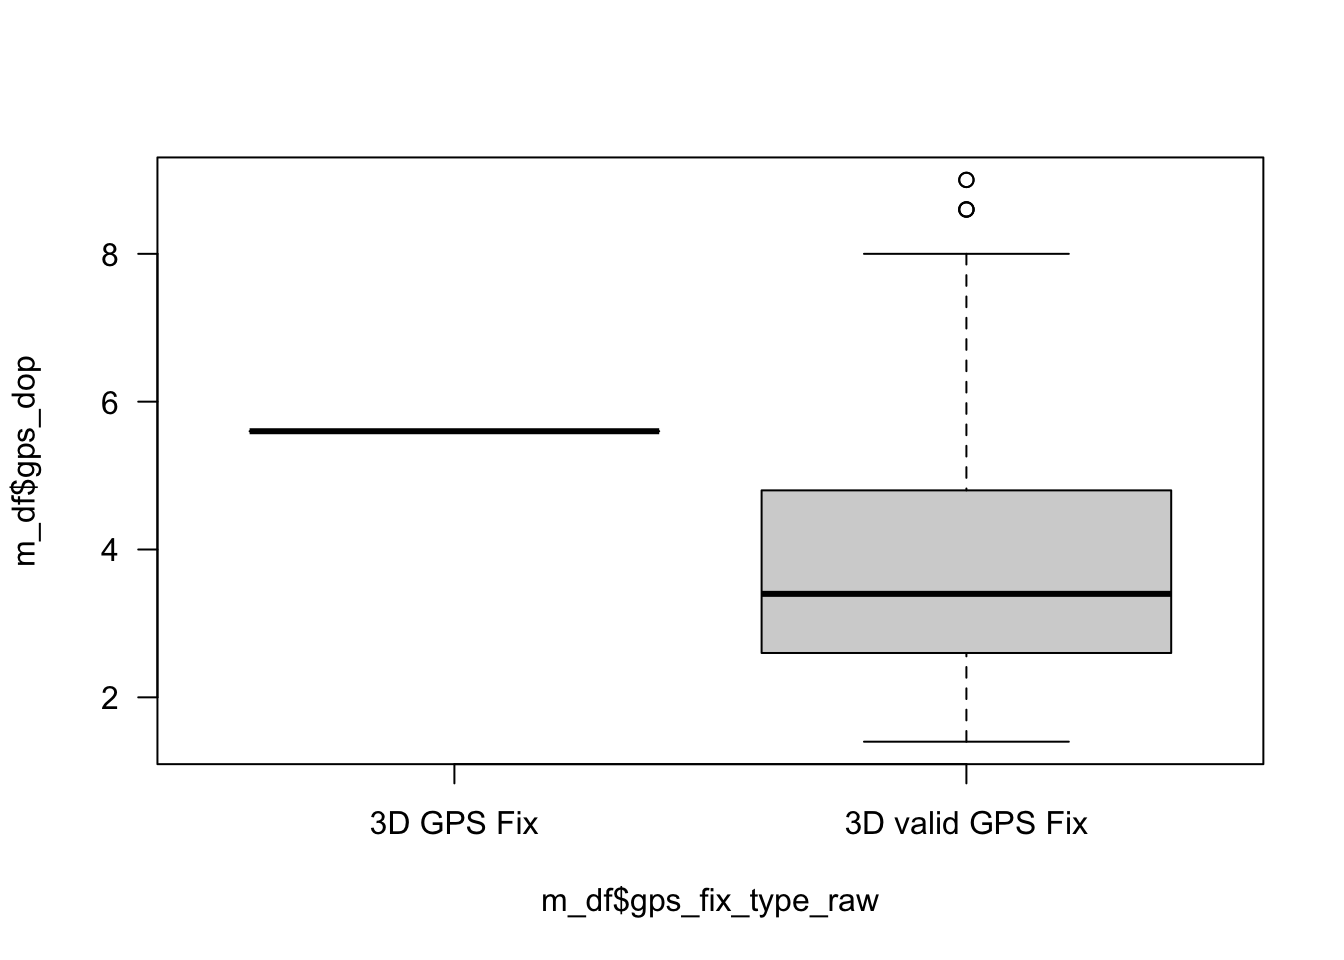 m_df$gps_dop
8
6
4
2
3D GPS Fix
3D valid GPS Fix
m_df$gps_fix_type_raw